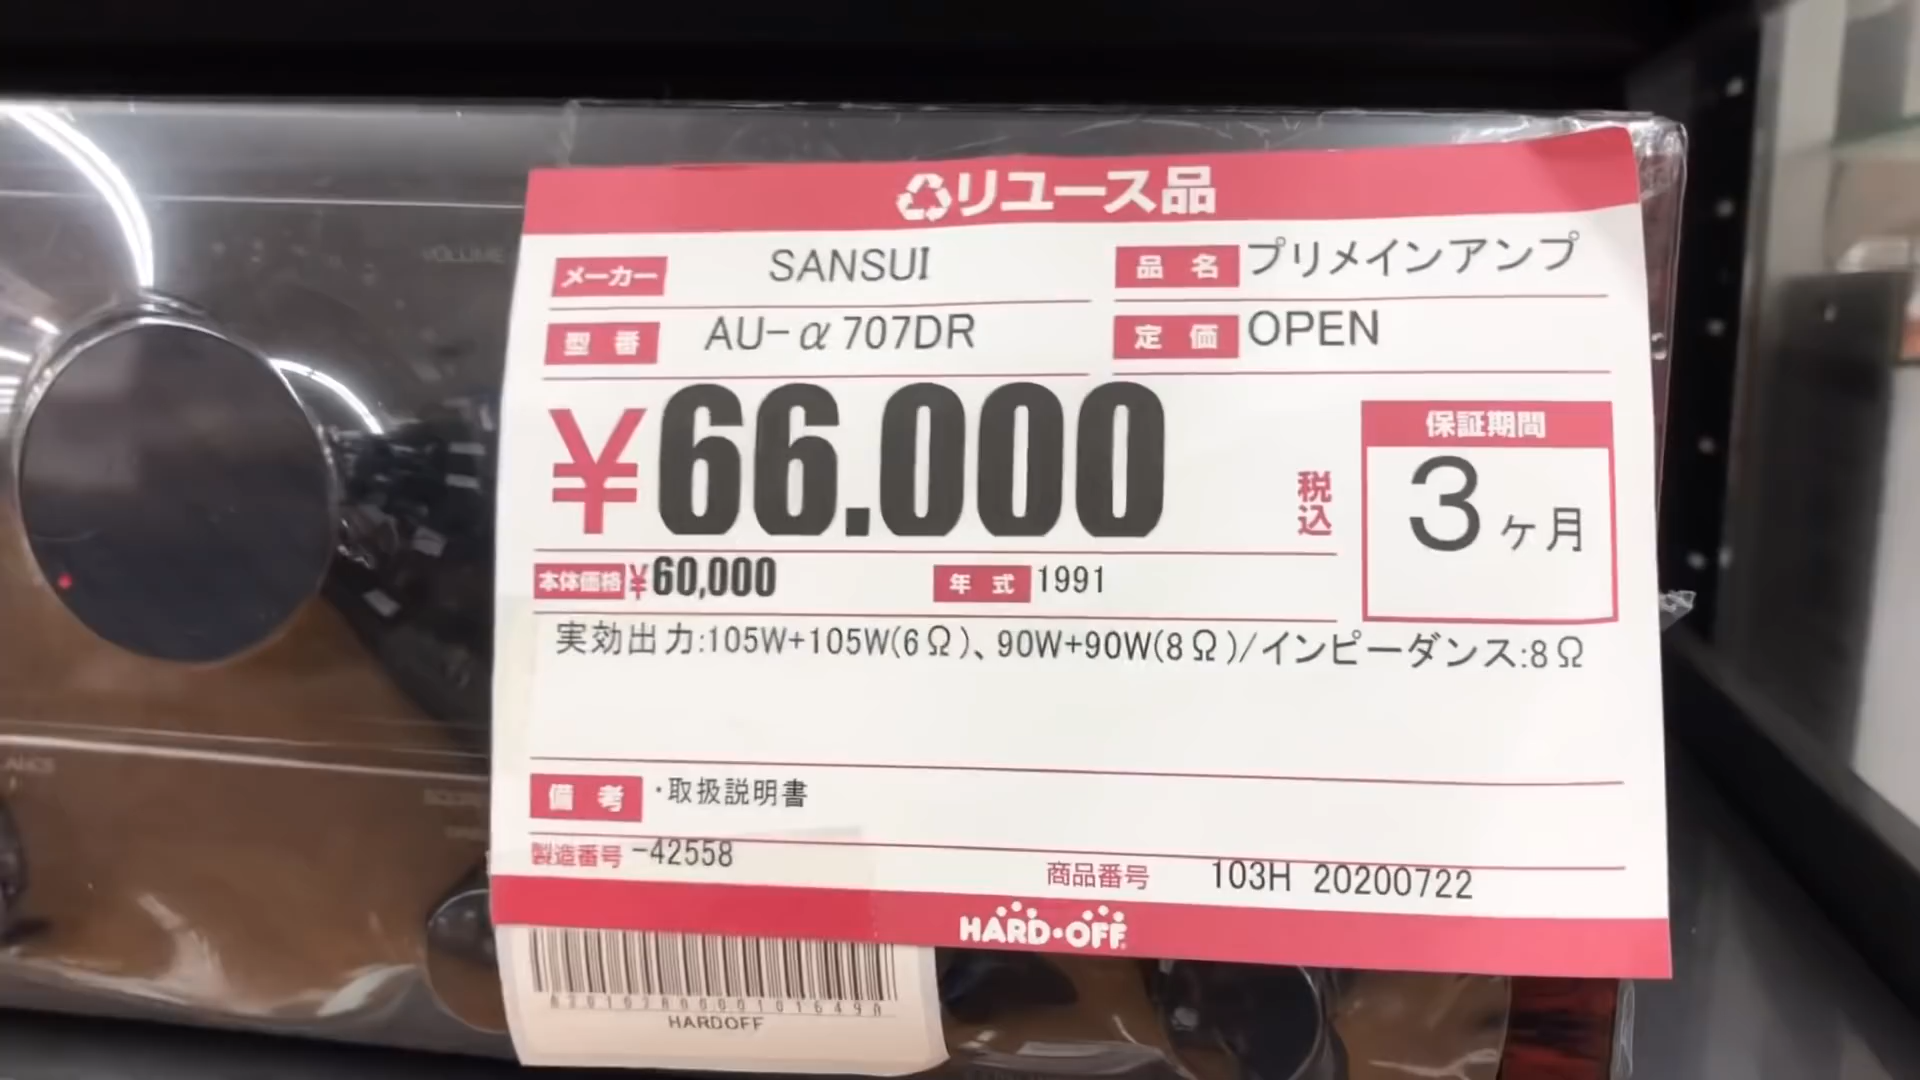 リユース品
メーカー SANSUI 品名 プリメインアンプ
型番 AU-α707DR 定価 OPEN
¥66.000 税込
保証期間
3ヶ月
本体価格 ¥60,000 年式 1991
実効出力:105W+105W(6Ω)、90W+90W(8Ω)/インピーダンス:8Ω
備考 ・取扱説明書
製造番号 -42558 商品番号 103H 20200722
HARD・OFF
HARDOFF
VOLUME